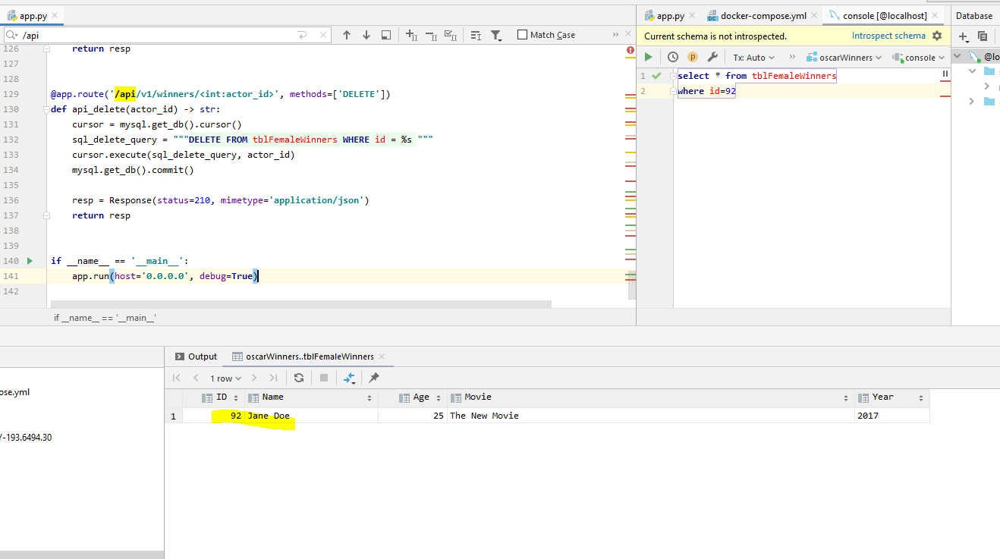 app.py
/api
Match Case
126 return resp
127
128
129 @app.route('/api/v1/winners/<int:actor_id>', methods=['DELETE'])
130 def api_delete(actor_id) -> str:
131 cursor = mysql.get_db().cursor()
132 sql_delete_query = """DELETE FROM tblFemaleWinners WHERE id = %s """
133 cursor.execute(sql_delete_query, actor_id)
134 mysql.get_db().commit()
135
136 resp = Response(status=210, mimetype='application/json')
137 return resp
138
139
140 if __name__ == '__main__':
141 app.run(host='0.0.0.0', debug=True)
142
if __name__ == '__main__'
app.py docker-compose.yml console [@localhost]
Current schema is not introspected. Introspect schema
Tx: Auto oscarWinners console
1 select * from tblFemaleWinners
2 where id=92
Database
@lo
ose.yml
Y-193.6494.30
Output oscarWinners..tblFemaleWinners
1 row
ID Name Age Movie Year
1 92 Jane Doe 25 The New Movie 2017